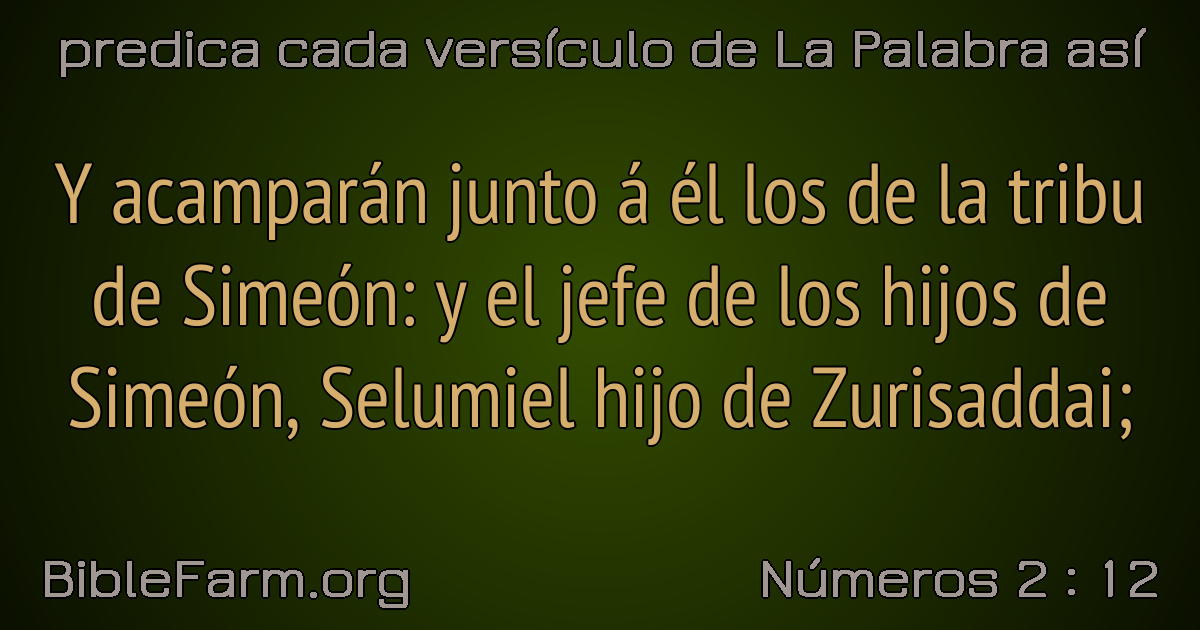 predica cada versículo de La Palabra así
Y acamparán junto á él los de la tribu
de Simeón: y el jefe de los hijos de
Simeón, Selumiel hijo de Zurisaddai;
BibleFarm.org
Números 2 : 12